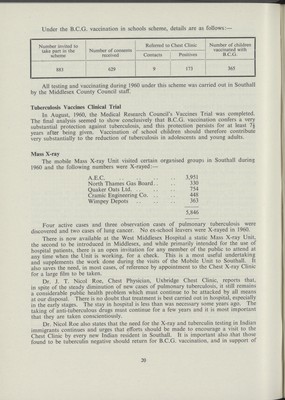 Under the B.C.G. vaccination in schools scheme, details are as follows:—
Number invited to take part in the scheme
Number of consents received
Referred to Chest Clinic
Contacts
Positives
Number of children vaccinated with B.C.G.
883 620 9 173 365
All testing and vaccinating during 1960 under this scheme was carried out in Southall
by the Middlesex County Council staff.
Tuberculosis Vaccines Clinical Trial
In August, 1960, the Medical Research Council's Vaccines Trial was completed.
The final analysis seemed to show conclusively that B.C.G. vaccination confers a very
substantial protection against tuberculosis, and this protection persists for at least 7½
years after being given. Vaccination of school children should therefore contribute
very substantially to the reduction of tuberculosis in adolescents and young adults.
Mass X-ray
The mobile Mass X-ray Unit visited certain organised groups in Southall during
1960 and the following numbers were X-rayed:—
A.E.C. .. .. 3,951
North Thames Gas Board .. .. 330
Quaker Oats Ltd. .. .. 754
Cramic Engineering Co. .. .. 448
Wimpey Depots .. .. 363
5,846
Four active cases and three observation cases of pulmonary tuberculosis were
discovered and two cases of lung cancer. No ex-school leavers were X-rayed in 1960.
There is now available at the West Middlesex Hospital a static Mass X-ray Unit,
the second to be introduced in Middlesex, and while primarily intended for the use of
hospital patients, there is an open invitation for any member of the public to attend at
any time when the Unit is working, for a check. This is a most useful undertaking
and supplements the work done during the visits of the Mobile Unit to Southall. It
also saves the need, in most cases, of reference by appointment to the Chest X-ray Clinic
for a large film to be taken.
Dr. J. T. Nicol Roe, Chest Physician, Uxbridge Chest Clinic, reports that,
in spite of the steady diminution of new cases of pulmonary tuberculosis, it still remains
a considerable public health problem which must continue to be attacked by all means
at our disposal. There is no doubt that treatment is best carried out in hospital, especially
in the early stages. The stay in hospital is less than was necessary some years ago. The
taking of anti-tuberculous drugs must continue for a few years and it is most important
that they are taken conscientiously.
Dr. Nicol Roe also states that the need for the X-ray and tuberculin testing in Indian
immigrants continues and urges that efforts should be made to encourage a visit to the
Chest Clinic by every new Indian resident in Southall. It is important also that those
found to be tuberculin negative should return for B.C.G. vaccination, and in support of
20